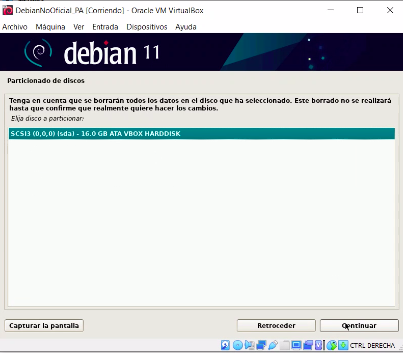 DebianNoOficial_PA [Corriendo] - Oracle VM VirtualBox
Archivo Máquina Ver Entrada Dispositivos Ayuda
debian 11
Particionado de discos
Tenga en cuenta que se borrarán todos los datos en el disco que ha seleccionado. Este borrado no se realizará
hasta que confirme que realmente quiere hacer los cambios.
Elija disco a particionar:
SCSI3 (0,0,0) (sda) - 16.0 GB ATA VBOX HARDDISK
Capturar la pantalla
Retroceder
Continuar
CTRL DERECHA